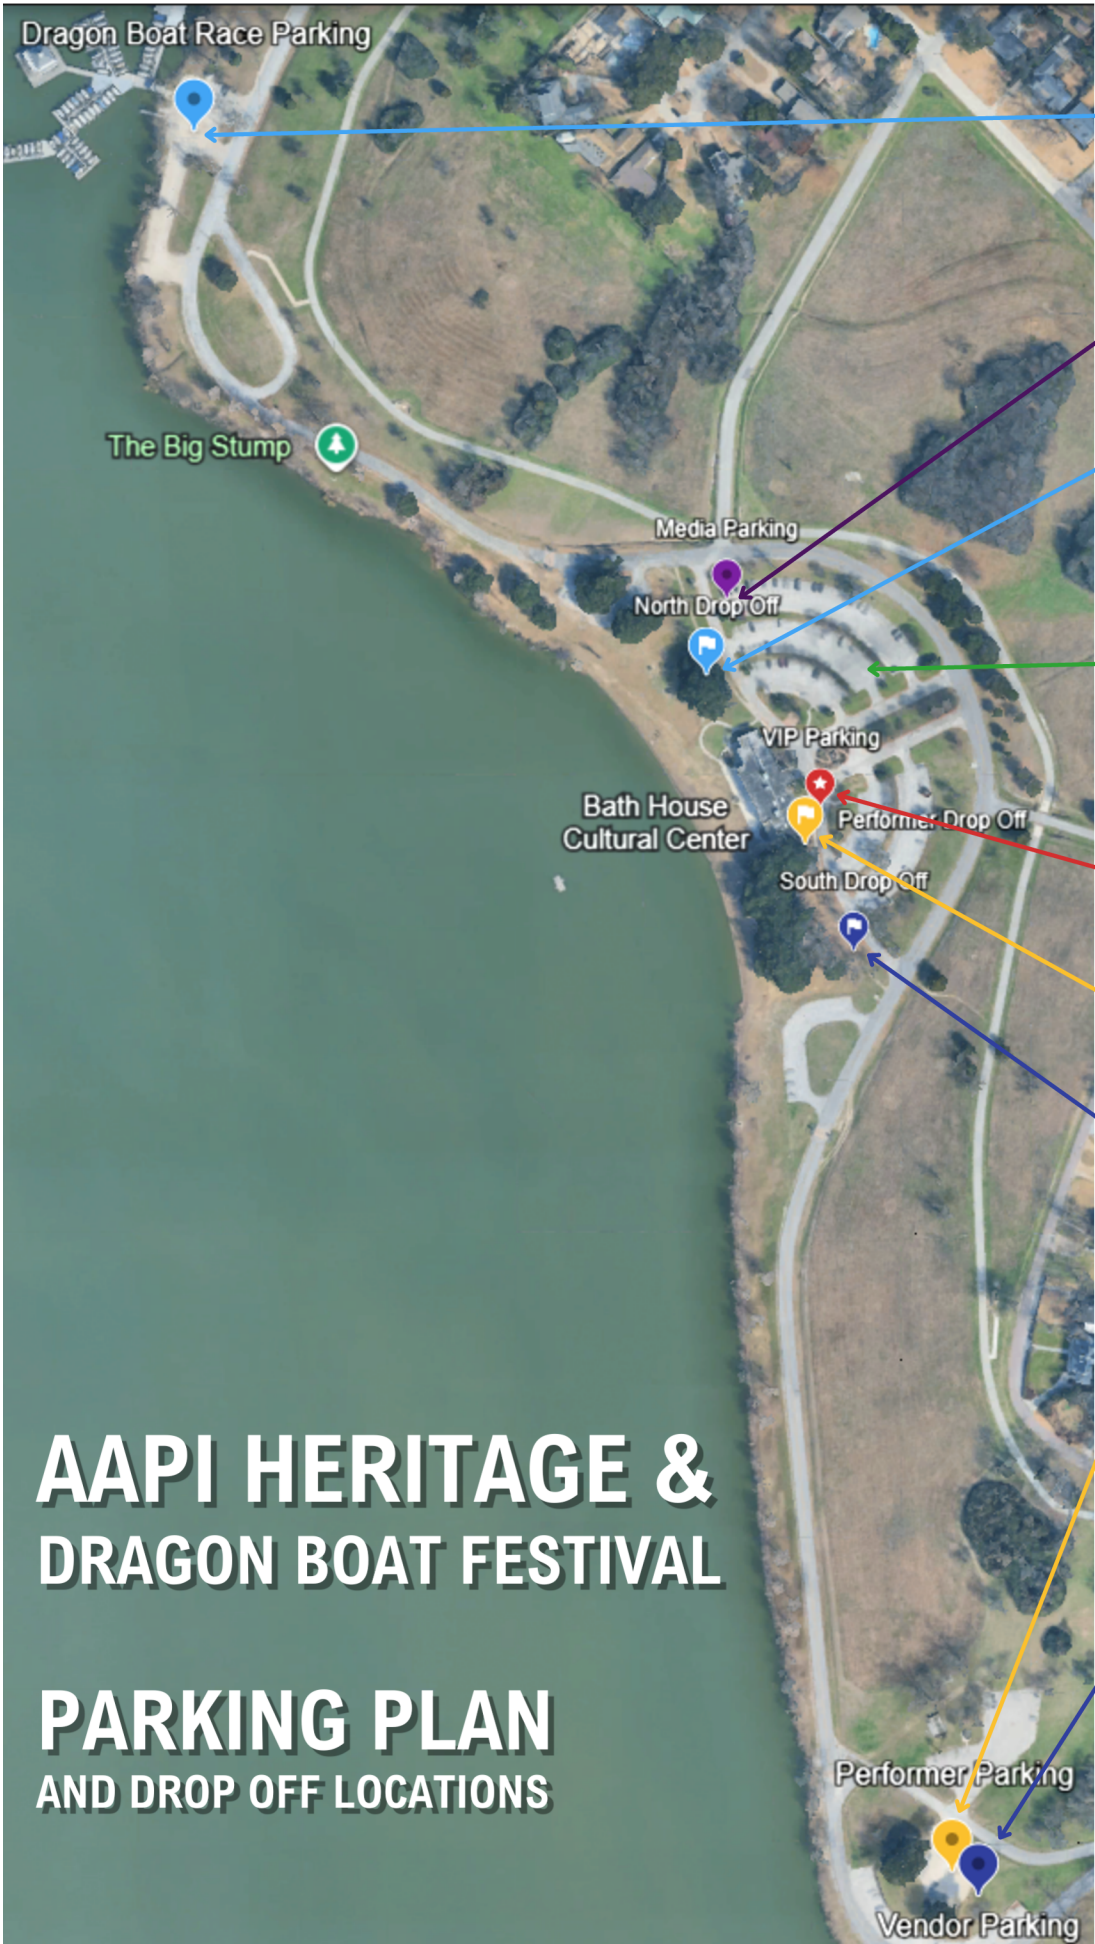 Dragon Boat Race Parking
The Big Stump
Media Parking
North Drop Off
VIP Parking
Bath House
Cultural Center
Performer Drop Off
South Drop Off
AAPI HERITAGE &
DRAGON BOAT FESTIVAL
PARKING PLAN
AND DROP OFF LOCATIONS
Performer Parking
Vendor Parking